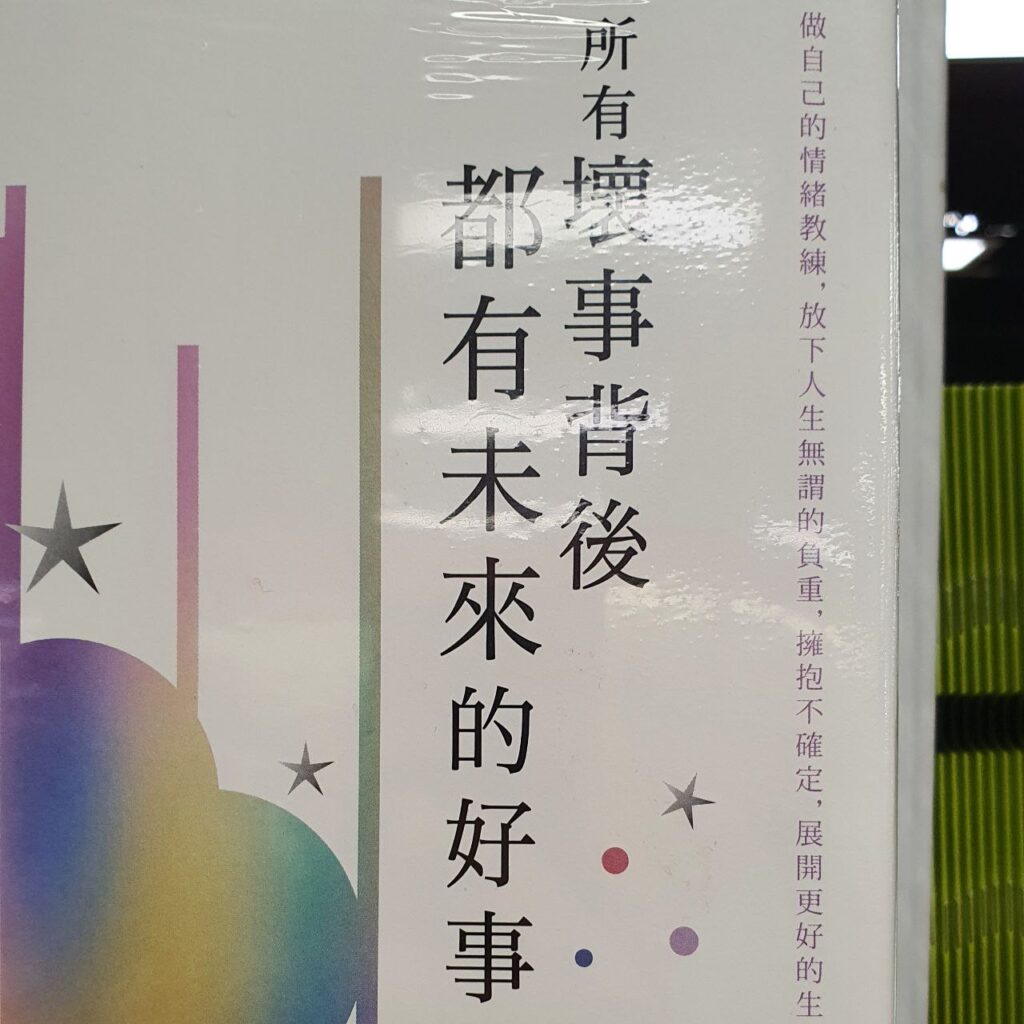 做自己的情緒教練，放下人生無謂的負重，擁抱不確定，展開更好的生
所有壞事背後
都有未來的好事